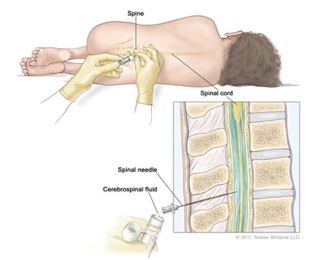 Spine
Spinal cord
Spinal needle
Cerebrospinal fluid
© 2011 Terese Winslow LLC